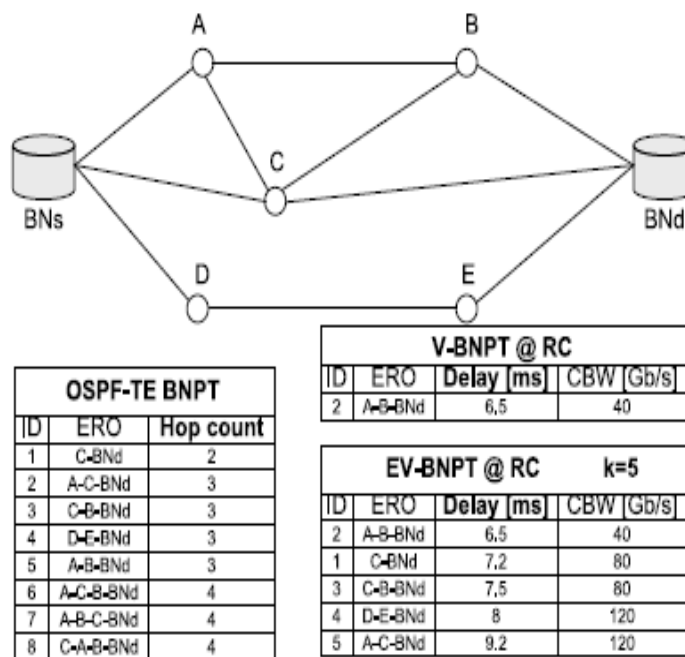 A
B
C
BNs
BNd
D
E
OSPF-TE BNPT
ID ERO Hop count
1 C-BNd 2
2 A-C-BNd 3
3 C-B-BNd 3
4 D-E-BNd 3
5 A-B-BNd 3
6 A-C-B-BNd 4
7 A-B-C-BNd 4
8 C-A-B-BNd 4
V-BNPT @ RC
ID ERO Delay [ms] CBW [Gb/s]
2 A-B-BNd 6.5 40
EV-BNPT @ RC k=5
ID ERO Delay [ms] CBW [Gb/s]
2 A-B-BNd 6.5 40
1 C-BNd 7.2 80
3 C-B-BNd 7.5 80
4 D-E-BNd 8 120
5 A-C-BNd 9.2 120